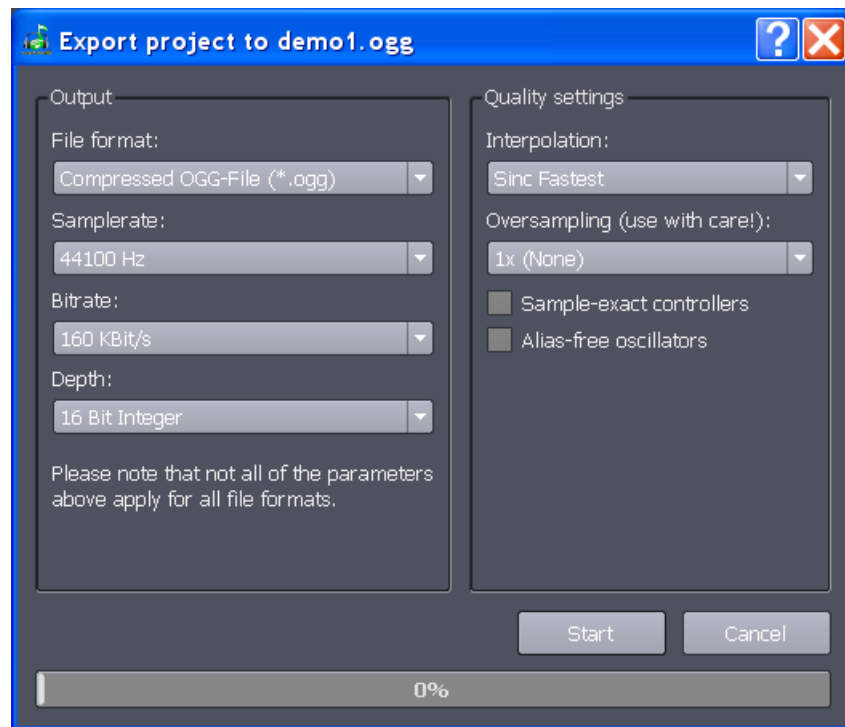 Export project to demo1.ogg
Output
File format:
Compressed OGG-File (*.ogg)
Samplerate:
44100 Hz
Bitrate:
160 KBit/s
Depth:
16 Bit Integer
Please note that not all of the parameters
above apply for all file formats.
Quality settings
Interpolation:
Sinc Fastest
Oversampling (use with care!):
1x (None)
Sample-exact controllers
Alias-free oscillators
Start
Cancel
0%